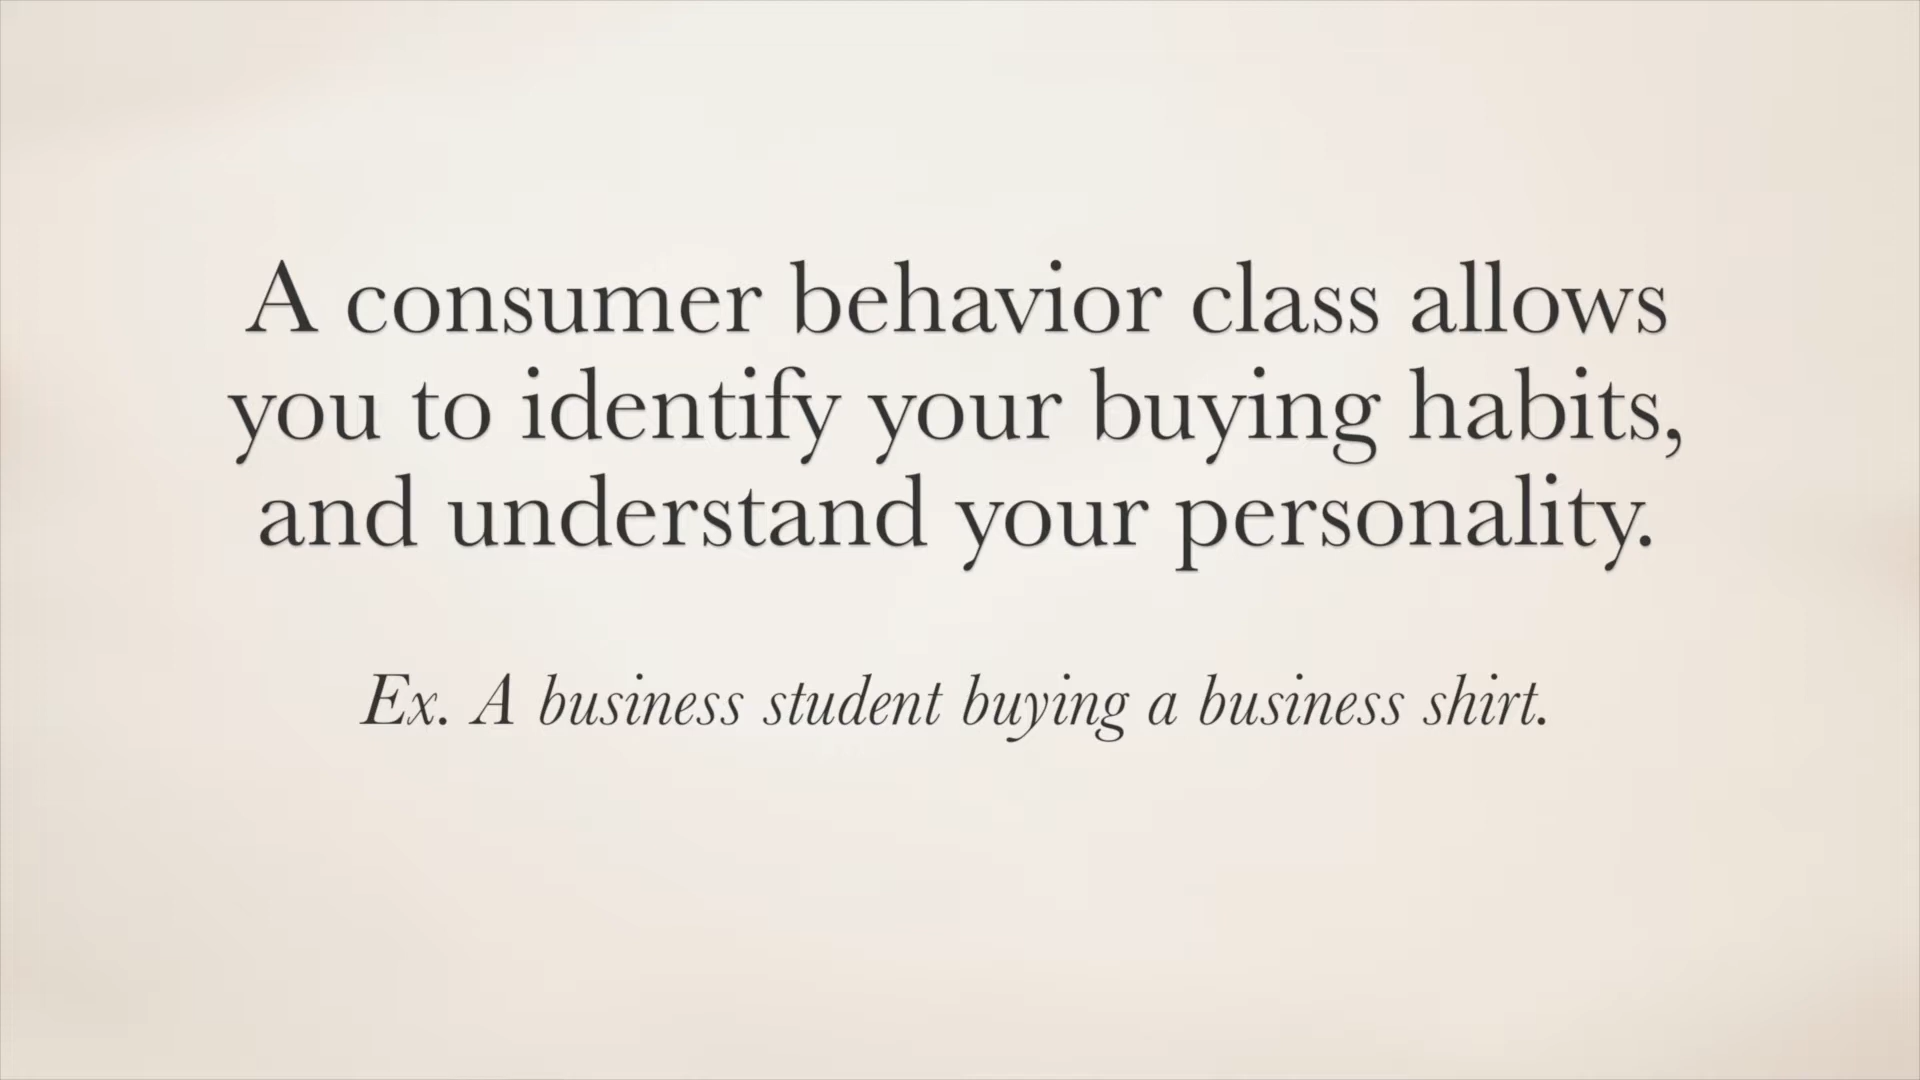 A consumer behavior class allows
you to identify your buying habits,
and understand your personality.
Ex. A business student buying a business shirt.